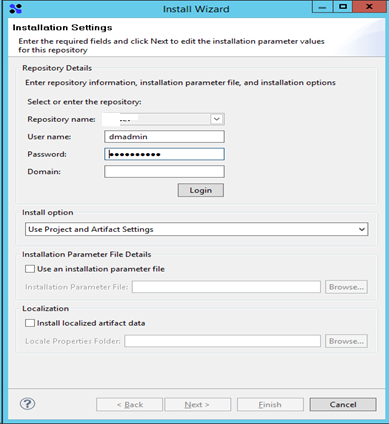 Install Wizard
Installation Settings
Enter the required fields and click Next to edit the installation parameter values
for this repository
Repository Details
Enter repository information, installation parameter file, and installation options
Select or enter the repository:
Repository name:
User name: dmadmin
Password: ●●●●●●●●●●
Domain:
Login
Install option
Use Project and Artifact Settings
Installation Parameter File Details
Use an installation parameter file
Installation Parameter File: Browse...
Localization
Install localized artifact data
Locale Properties Folder: Browse...
? < Back Next > Finish Cancel